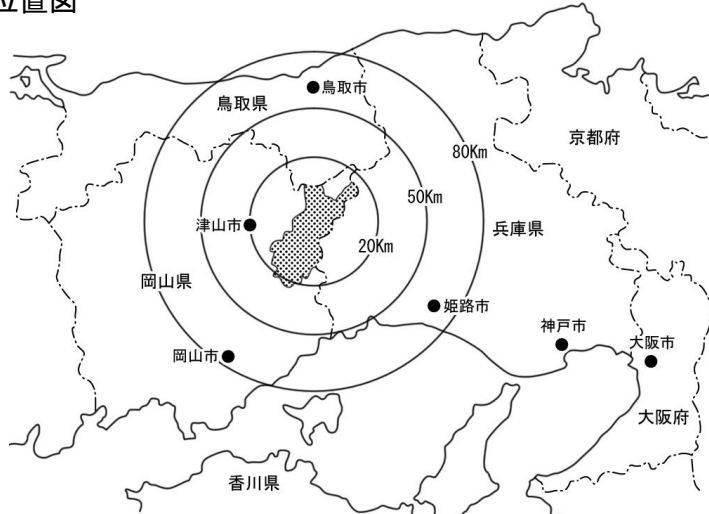 位置図
鳥取市
鳥取県
京都府
80Km
50Km
津山市
兵庫県
20Km
岡山県
姫路市
神戸市
大阪市
岡山市
大阪府
香川県